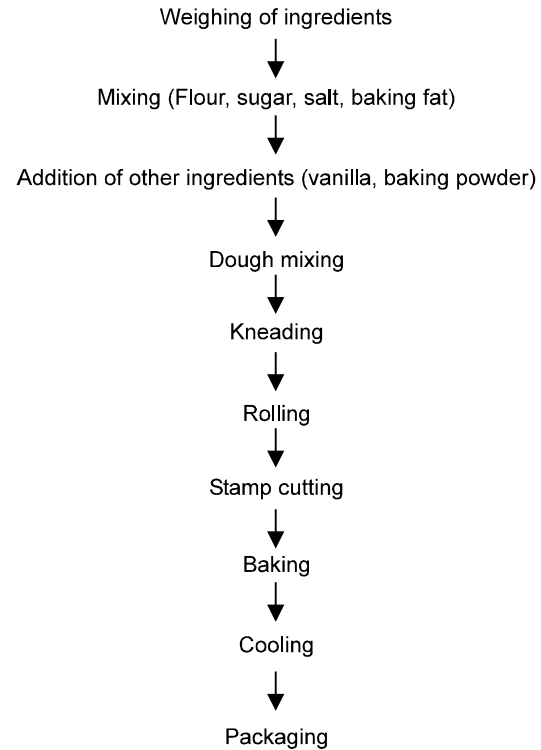 Weighing of ingredients
Mixing (Flour, sugar, salt, baking fat)
Addition of other ingredients (vanilla, baking powder)
Dough mixing
Kneading
Rolling
Stamp cutting
Baking
Cooling
Packaging